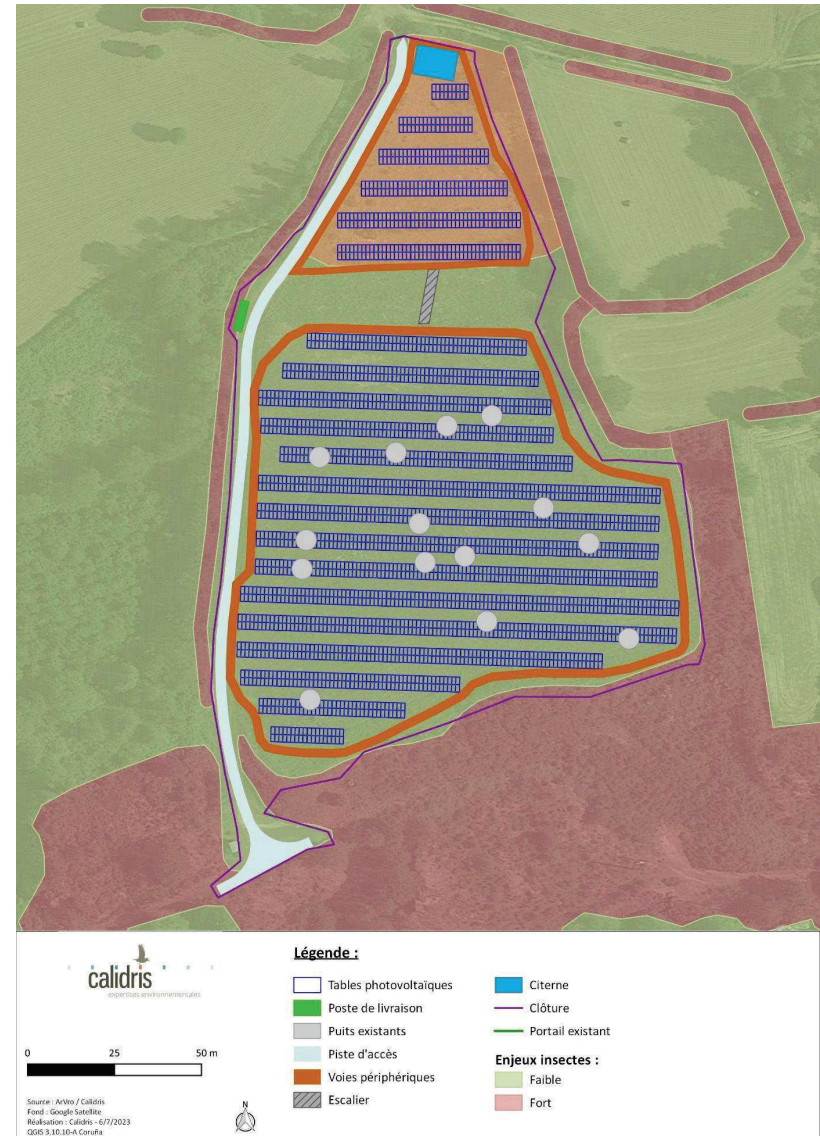 calidris
expertises environnementales
0 25 50 m
Source : ArVro / Calidris
Fond : Google Satellite
Réalisation : Calidris - 6/7/2023
QGIS 3.10.10-A Coruña
N
Légende :
Tables photovoltaïques
Poste de livraison
Puits existants
Piste d'accès
Voies périphériques
Escalier
Citerne
Clôture
Portail existant
Enjeux insectes :
Faible
Fort